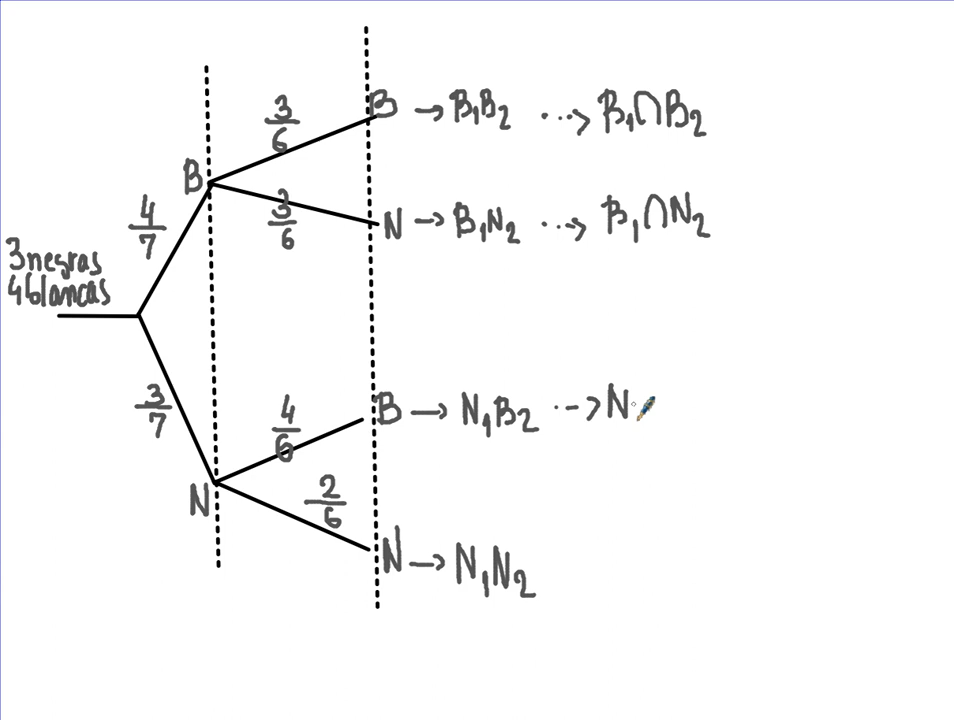 3
6
B → B₁B₂ ⋯→ B₁∩B₂
B
4
7
3
6
N → B₁N₂ ⋯→ B₁∩N₂
3negras
4blancas
3
7
4
6
B → N₁B₂ ⋯→ N
N
2
6
N → N₁N₂